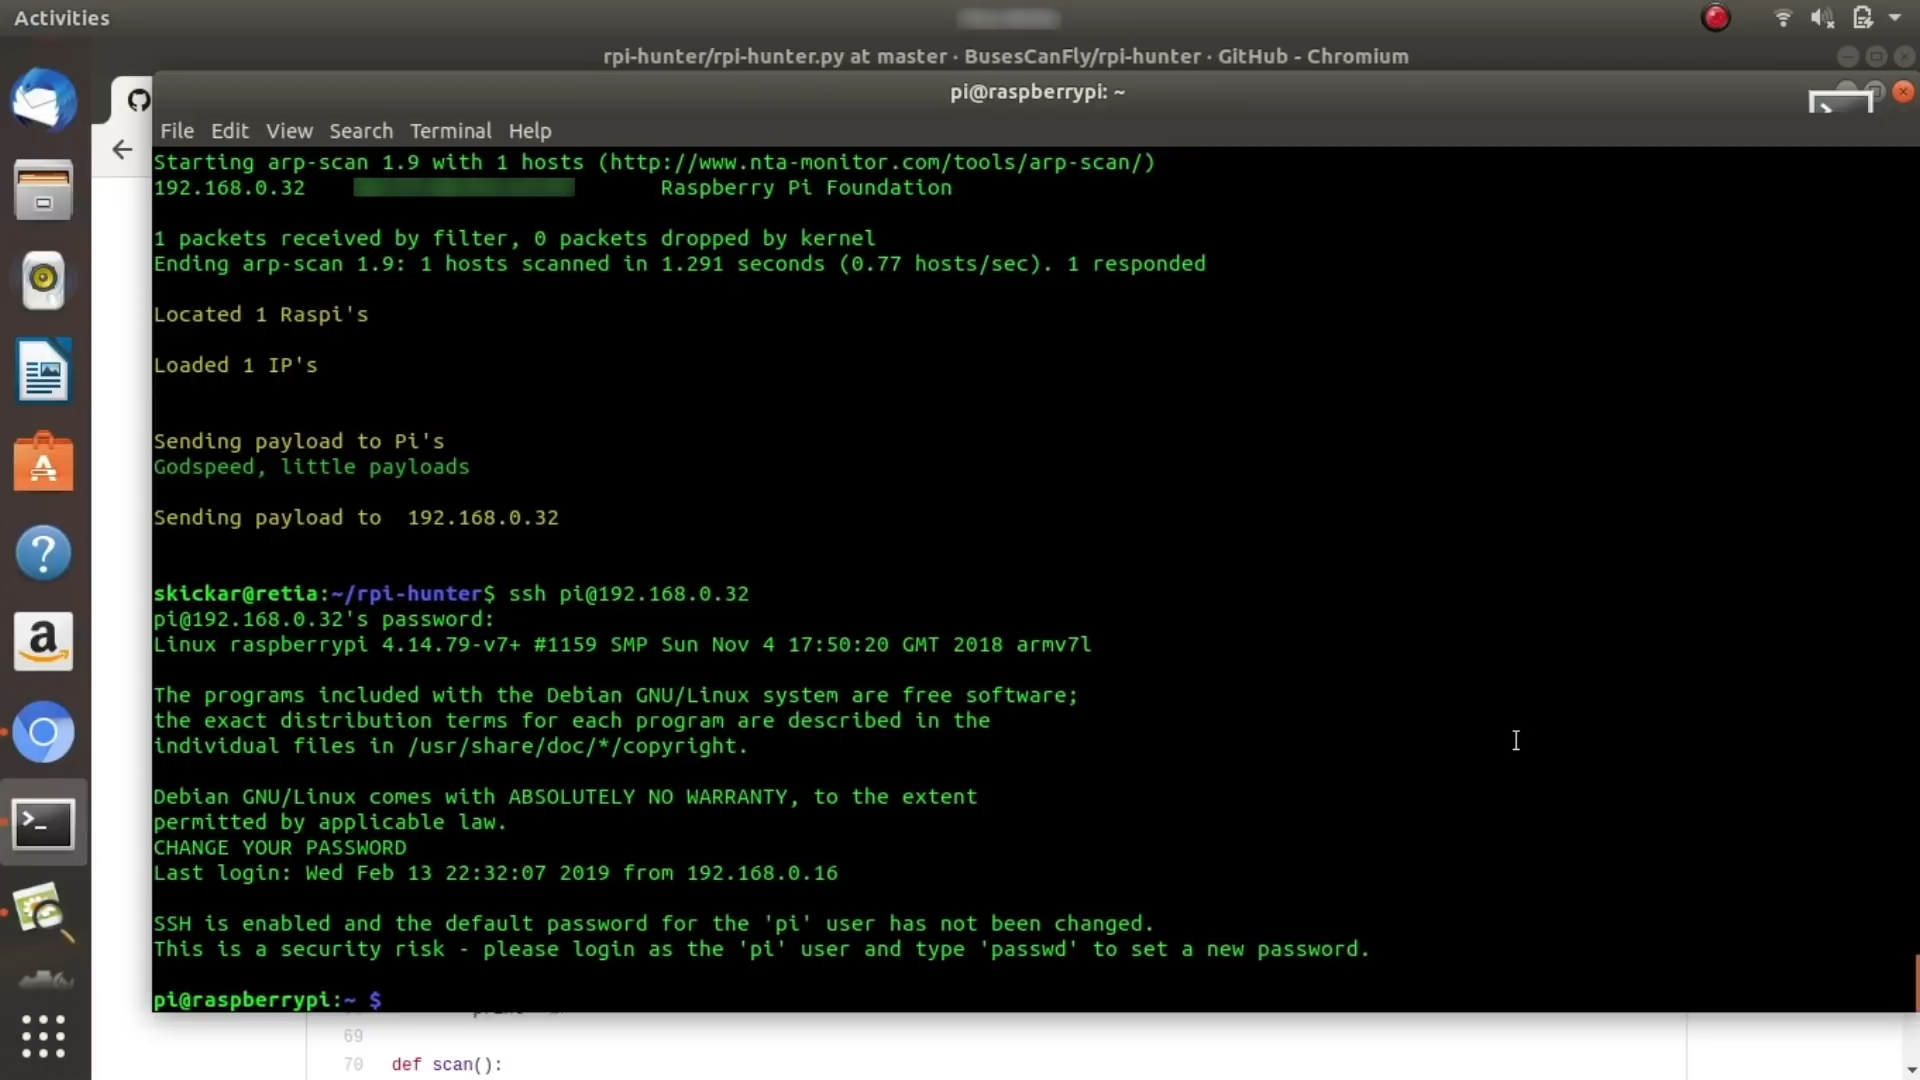 Activities
rpi-hunter/rpi-hunter.py at master · BusesCanFly/rpi-hunter · GitHub - Chromium
pi@raspberrypi: ~
File Edit View Search Terminal Help
Starting arp-scan 1.9 with 1 hosts (http://www.nta-monitor.com/tools/arp-scan/)
192.168.0.32 Raspberry Pi Foundation
1 packets received by filter, 0 packets dropped by kernel
Ending arp-scan 1.9: 1 hosts scanned in 1.291 seconds (0.77 hosts/sec). 1 responded
Located 1 Raspi's
Loaded 1 IP's
Sending payload to Pi's
Godspeed, little payloads
Sending payload to  192.168.0.32
skickar@retia:~/rpi-hunter$ ssh pi@192.168.0.32
pi@192.168.0.32's password:
Linux raspberrypi 4.14.79-v7+ #1159 SMP Sun Nov 4 17:50:20 GMT 2018 armv7l
The programs included with the Debian GNU/Linux system are free software;
the exact distribution terms for each program are described in the
individual files in /usr/share/doc/*/copyright.
Debian GNU/Linux comes with ABSOLUTELY NO WARRANTY, to the extent
permitted by applicable law.
CHANGE YOUR PASSWORD
Last login: Wed Feb 13 22:32:07 2019 from 192.168.0.16
SSH is enabled and the default password for the 'pi' user has not been changed.
This is a security risk - please login as the 'pi' user and type 'passwd' to set a new password.
pi@raspberrypi:~ $
69
70 def scan():